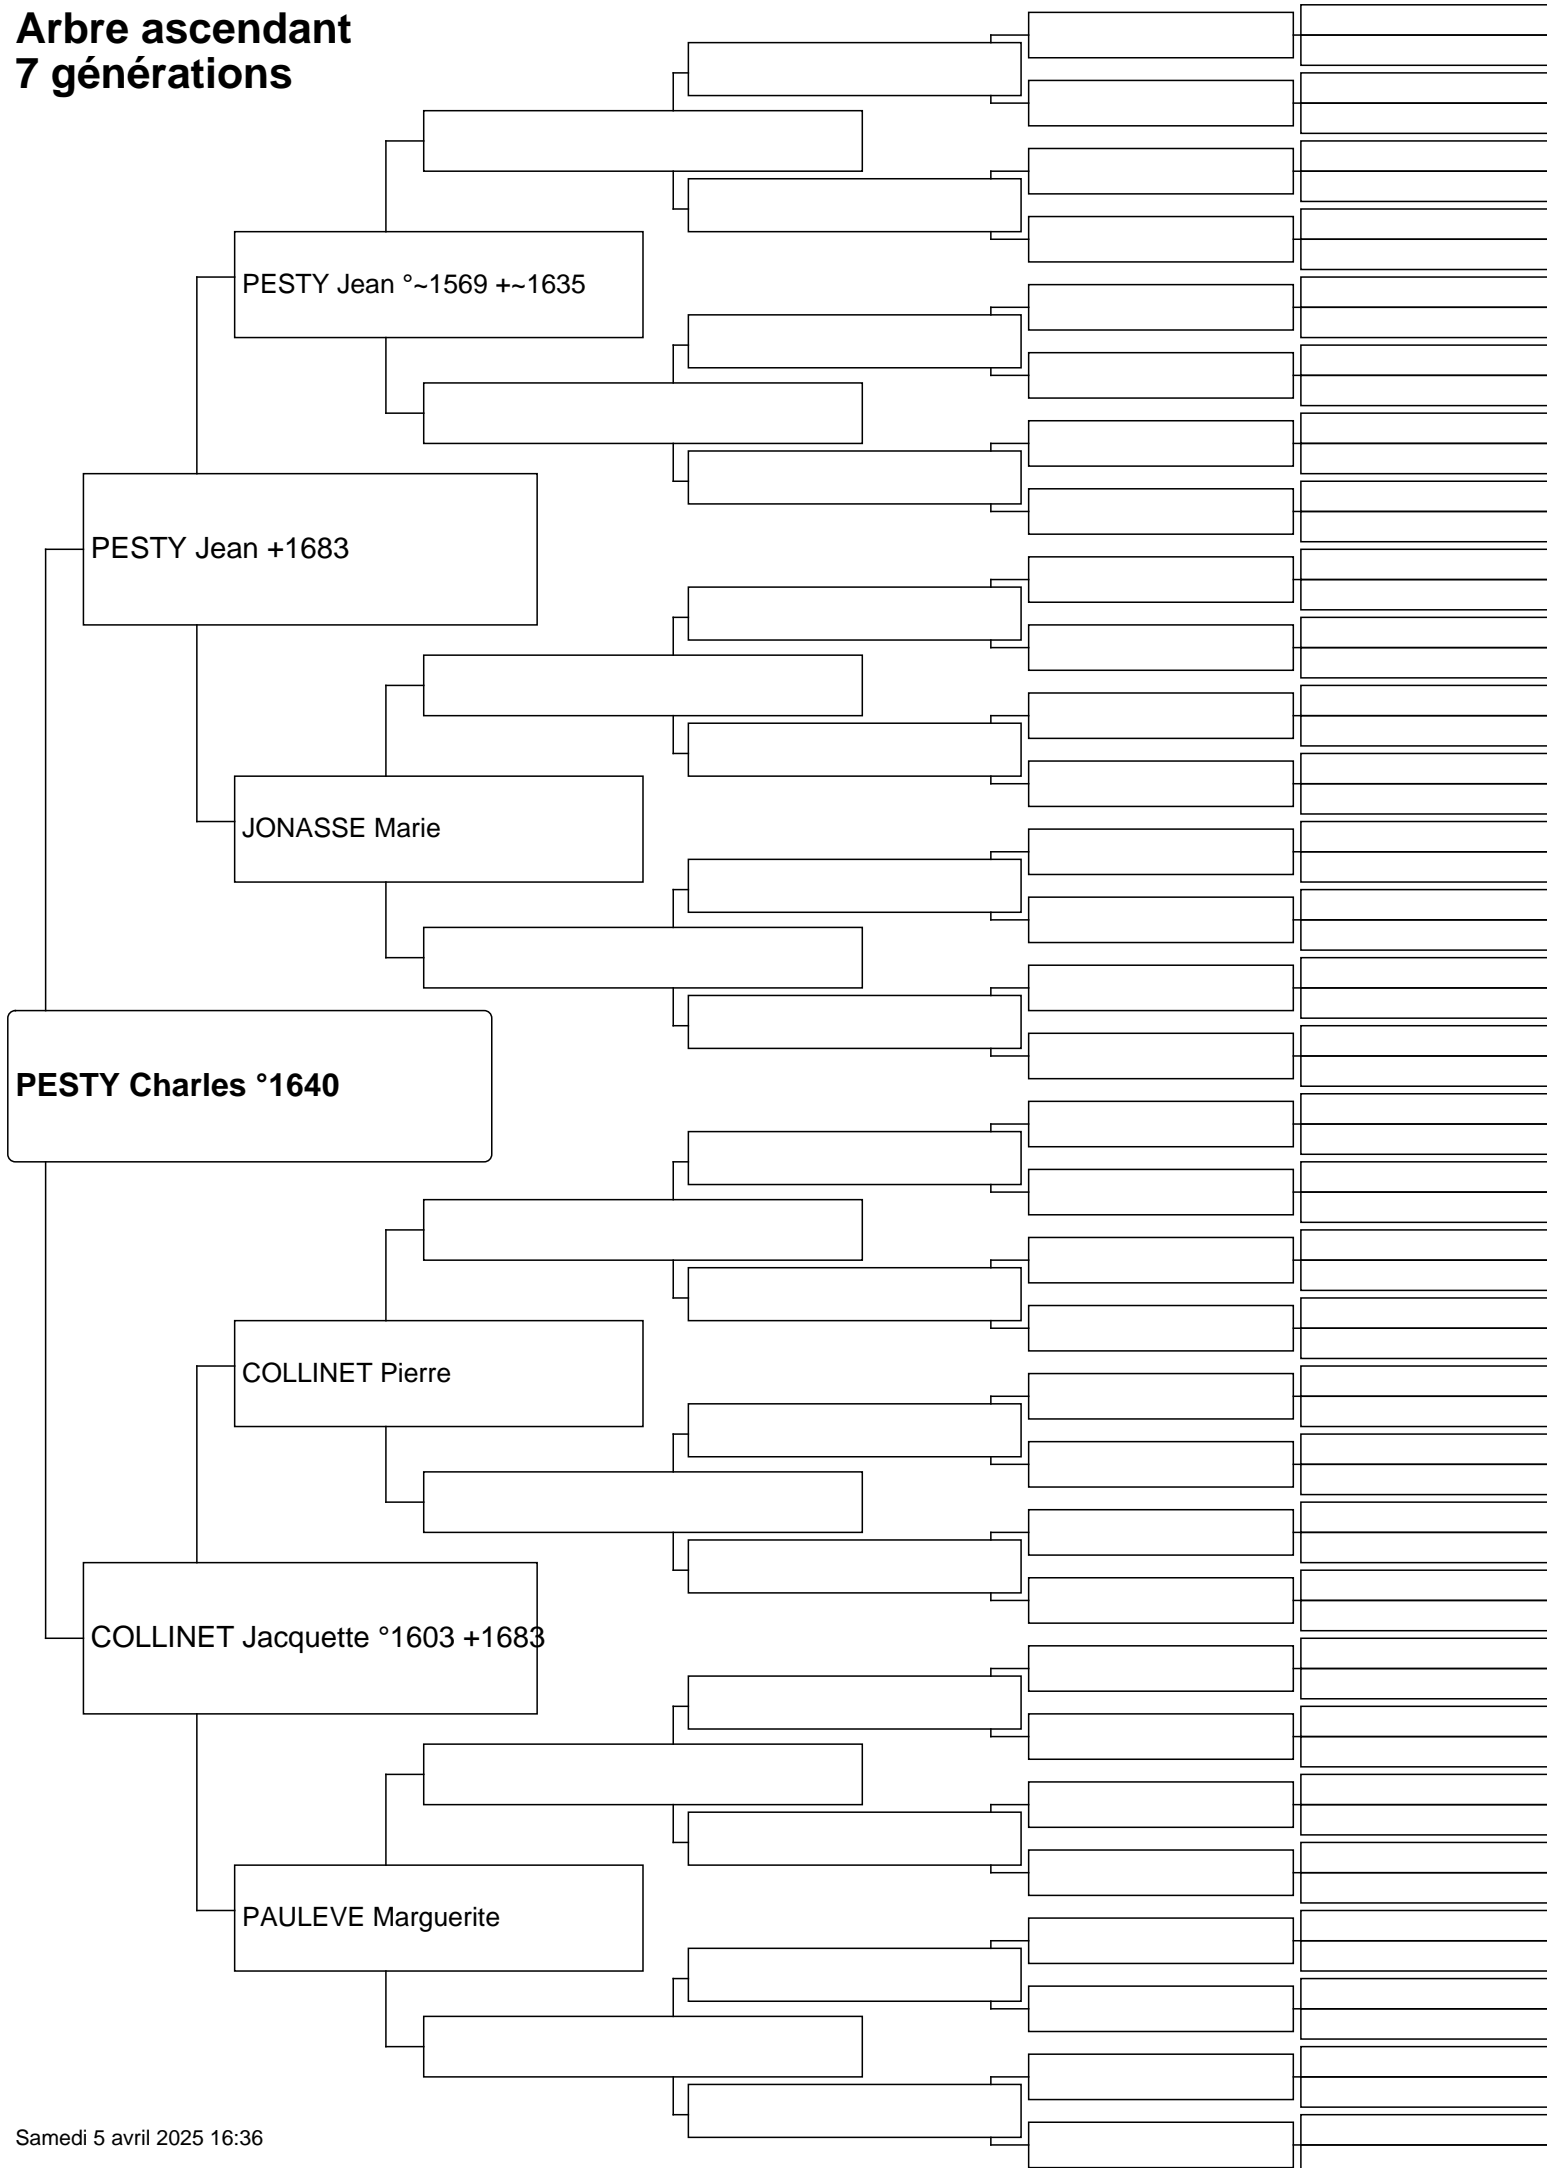 Arbre ascendant
7 générations
PESTY Jean °~1569 +~1635
PESTY Jean +1683
JONASSE Marie
PESTY Charles °1640
COLLINET Pierre
COLLINET Jacquette °1603 +1683
PAULEVE Marguerite
Samedi 5 avril 2025 16:36